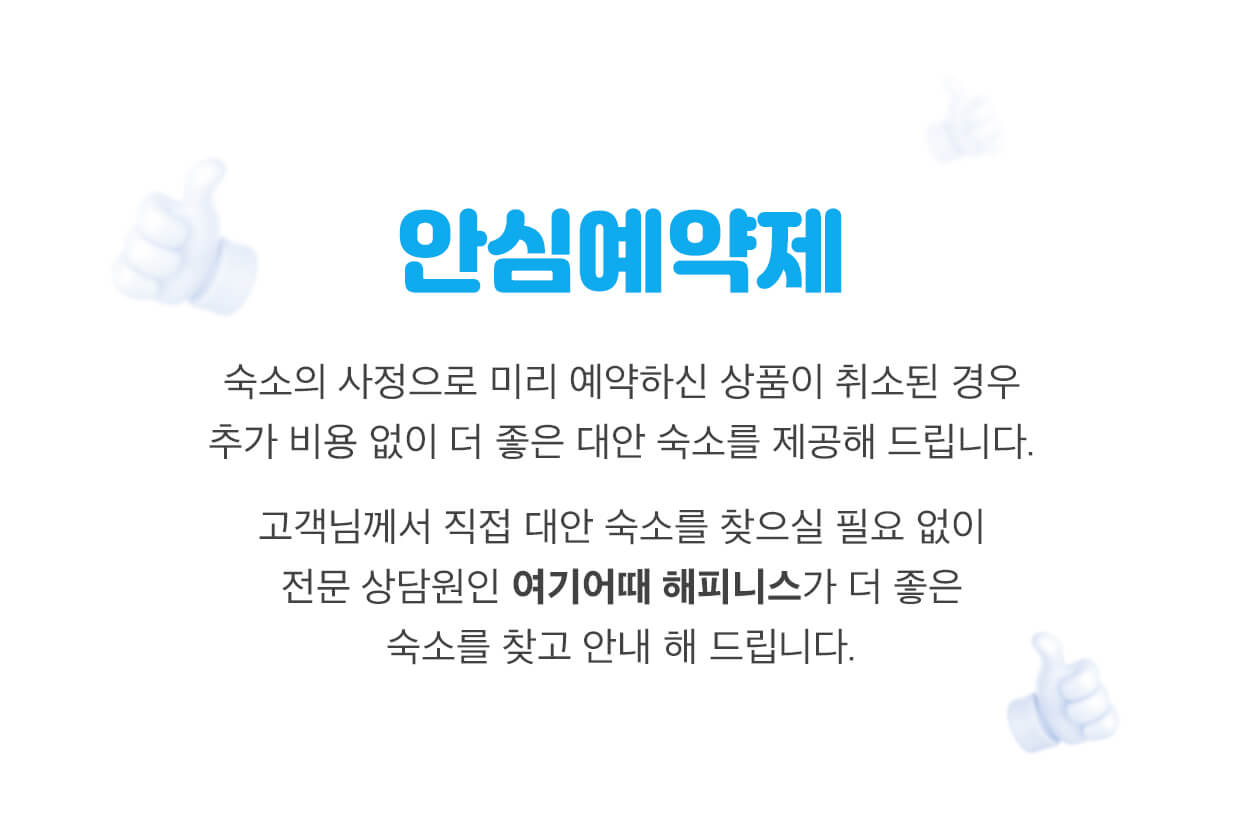 안심예약제
숙소의 사정으로 미리 예약하신 상품이 취소된 경우
추가 비용 없이 더 좋은 대안 숙소를 제공해 드립니다.
고객님께서 직접 대안 숙소를 찾으실 필요 없이
전문 상담원인 여기어때 해피니스가 더 좋은
숙소를 찾고 안내 해 드립니다.